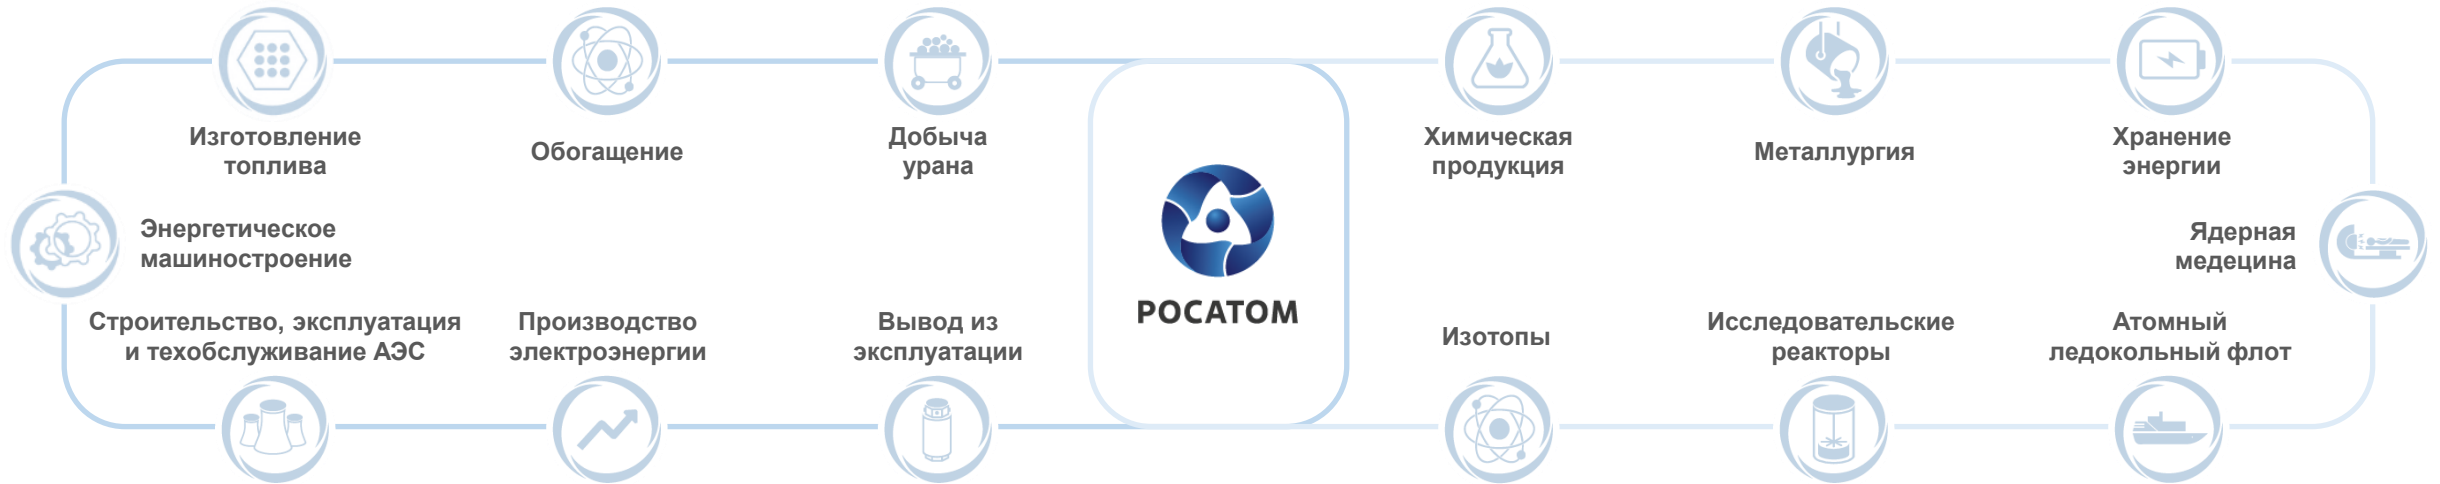 Изготовление
топлива
Обогащение
Добыча
урана
Химическая
продукция
Металлургия
Хранение
энергии
Энергетическое
машиностроение
РОСАТОМ
Ядерная
медецина
Строительство, эксплуатация
и техобслуживание АЭС
Производство
электроэнергии
Вывод из
эксплуатации
Изотопы
Исследовательские
реакторы
Атомный
ледокольный флот